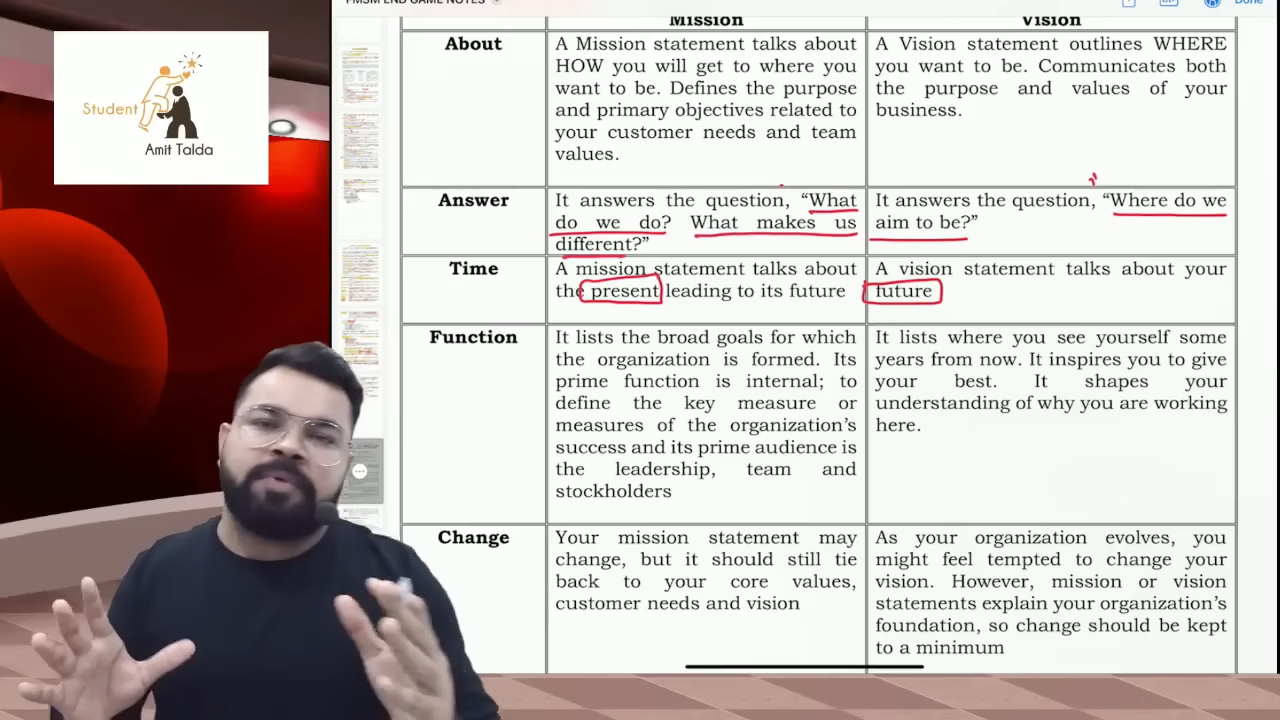 FMSM END GAME NOTES
Done
Mission
Vision
Student
Amit Talda
About
A Mission statement talks about
HOW you will get to where you
want to be. Defines the purpose
and primary objectives related to
your customer needs and team
values.
A Vision statement outlines WHERE
you want to be. Communicates both
the purpose and values of your
business.
Answer
It answers the question, “What
do we do? What makes us
different?
It answers the question, “Where do we
aim to be?”
Time
A mission statement talks about
the present leading to its future
A vision statement talks about your
future
Function
It lists the broad goals for which
the organization is formed. Its
prime function is internal; to
define the key measure or
measures of the organization’s
success and its prime audience is
the leadership, team and
stockholders
It lists where you see yourself some
years from now. It inspires you to give
your best. It shapes your
understanding of why you are working
here.
Change
Your mission statement may
change, but it should still tie
back to your core values,
customer needs and vision
As your organization evolves, you
might feel tempted to change your
vision. However, mission or vision
statements explain your organization’s
foundation, so change should be kept
to a minimum